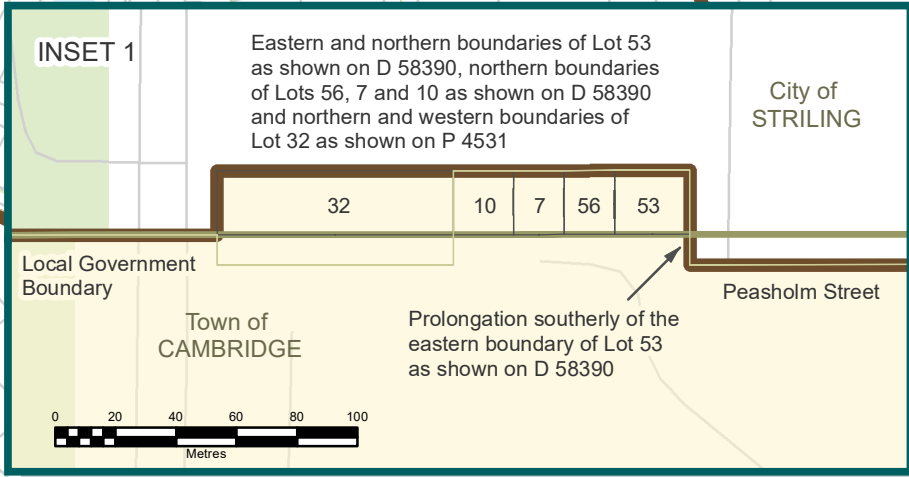 INSET 1
Eastern and northern boundaries of Lot 53
as shown on D 58390, northern boundaries
of Lots 56, 7 and 10 as shown on D 58390
and northern and western boundaries of
Lot 32 as shown on P 4531
City of
STRILING
32
10
7
56
53
Local Government
Boundary
Peasholm Street
Town of
CAMBRIDGE
Prolongation southerly of the
eastern boundary of Lot 53
as shown on D 58390
0 20 40 60 80 100
Metres